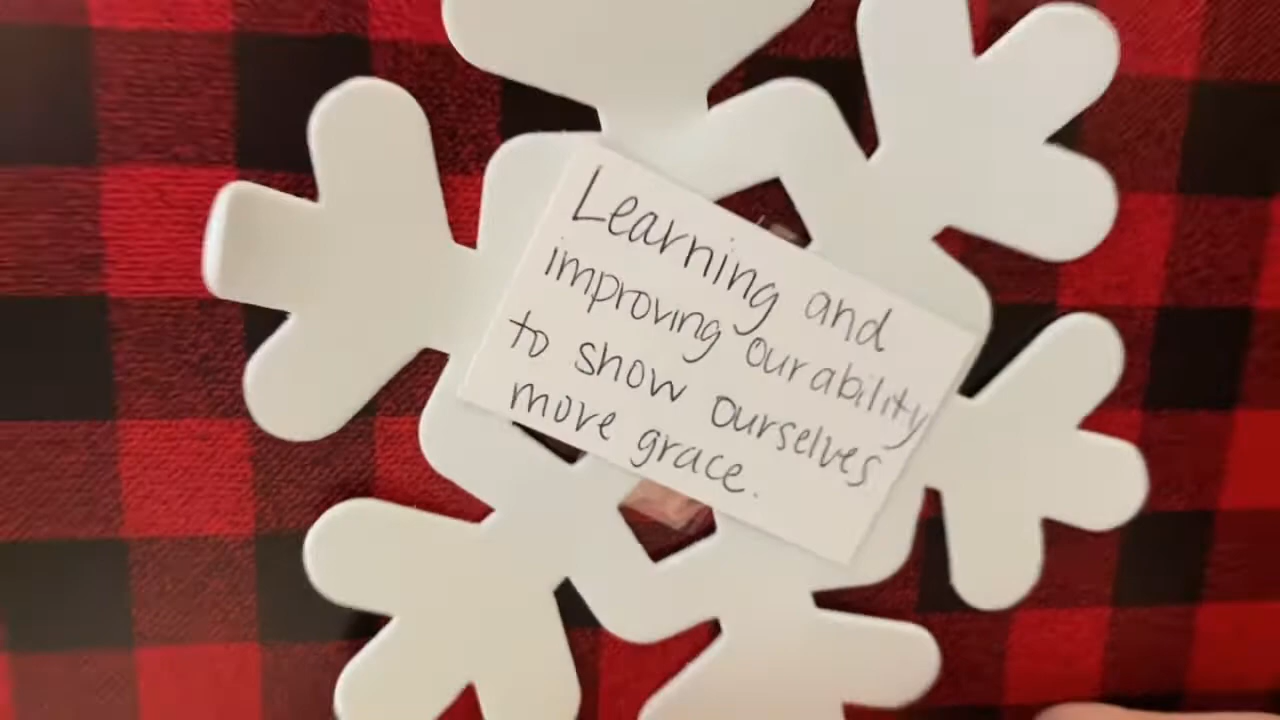 Learning and
improving our ability
to show ourselves
more grace.